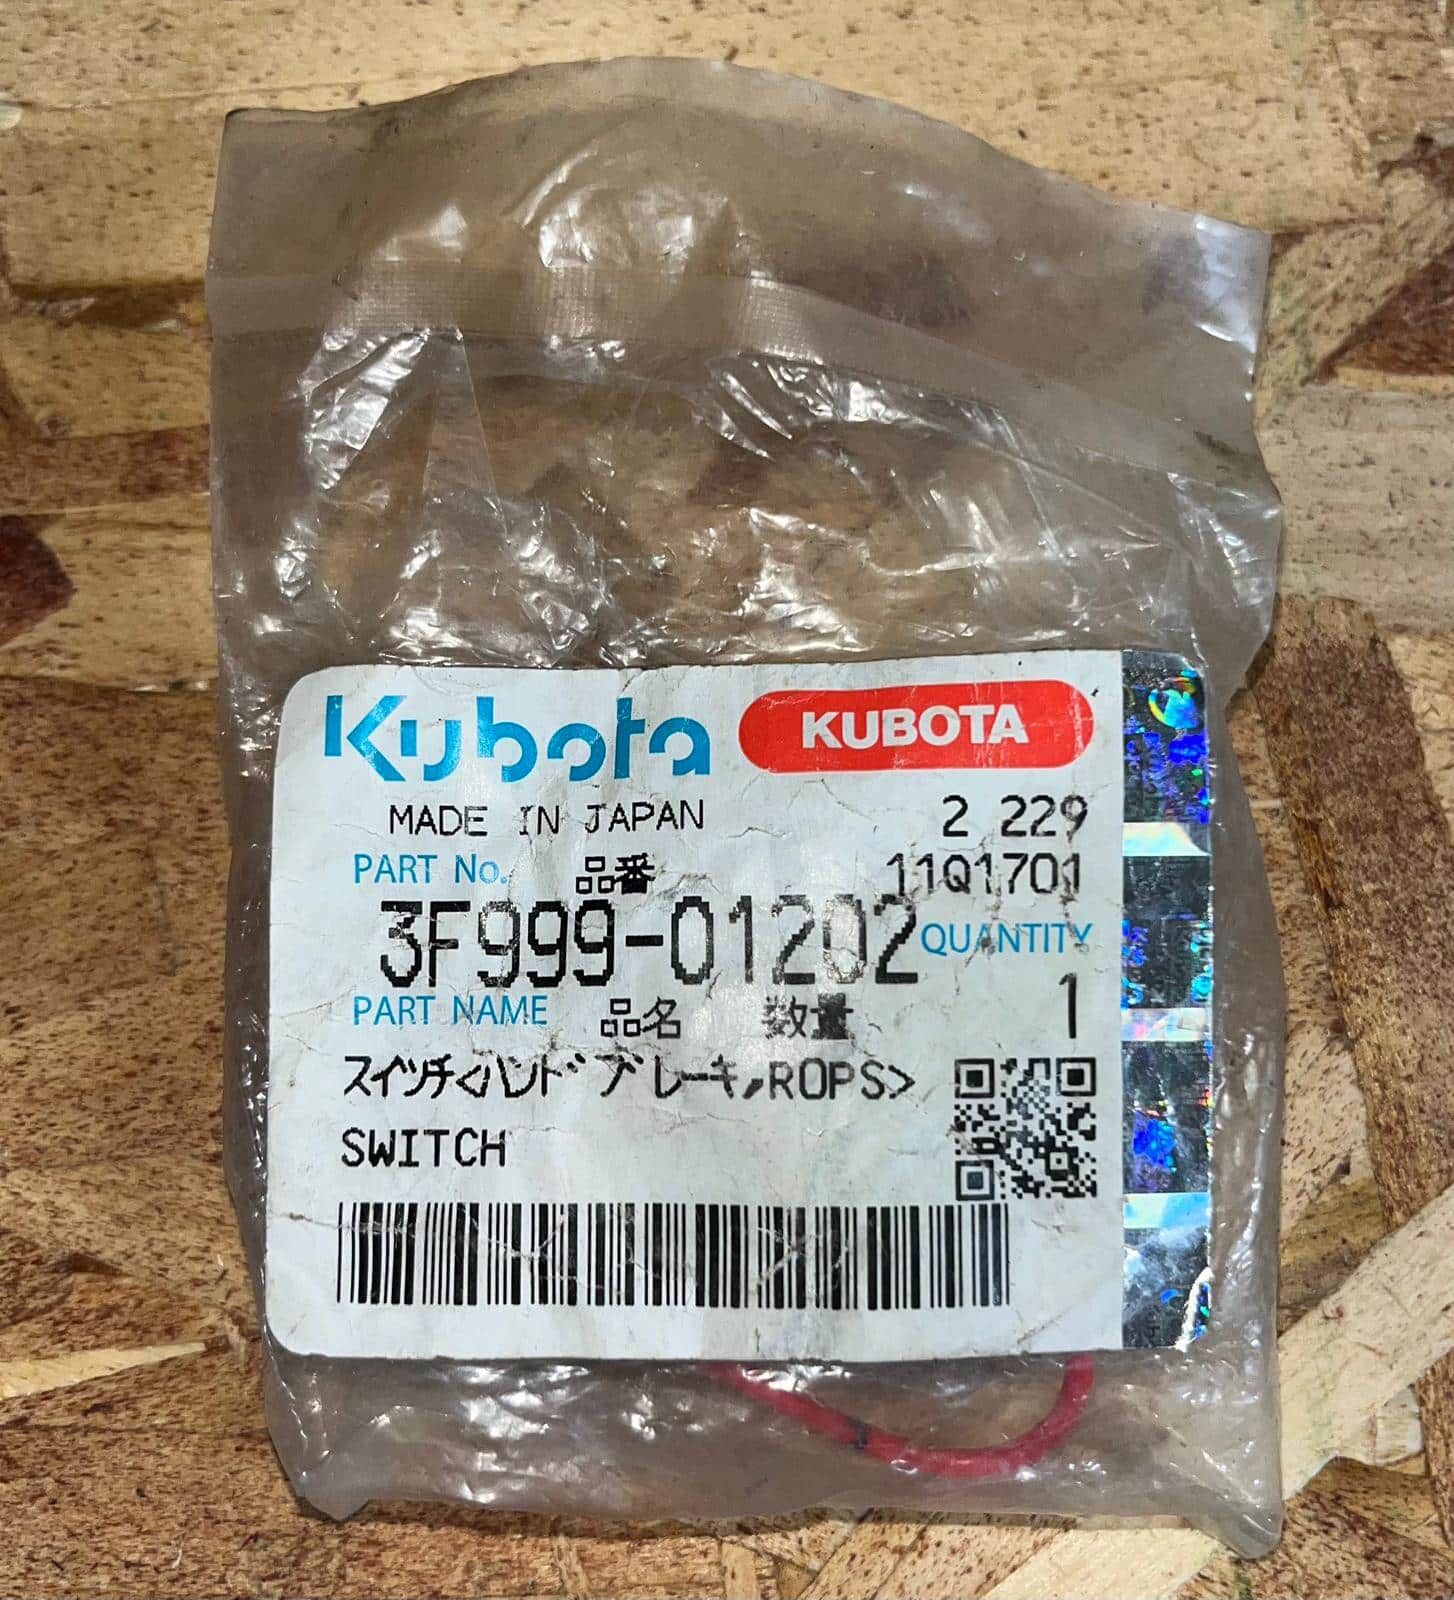 Kubota KUBOTA
MADE IN JAPAN 2 229
PART No. 品番 11Q1701
3F999-01202 QUANTITY
PART NAME 品名 数量 1
スイッチ<ハンドブレーキ,ROPS>
SWITCH